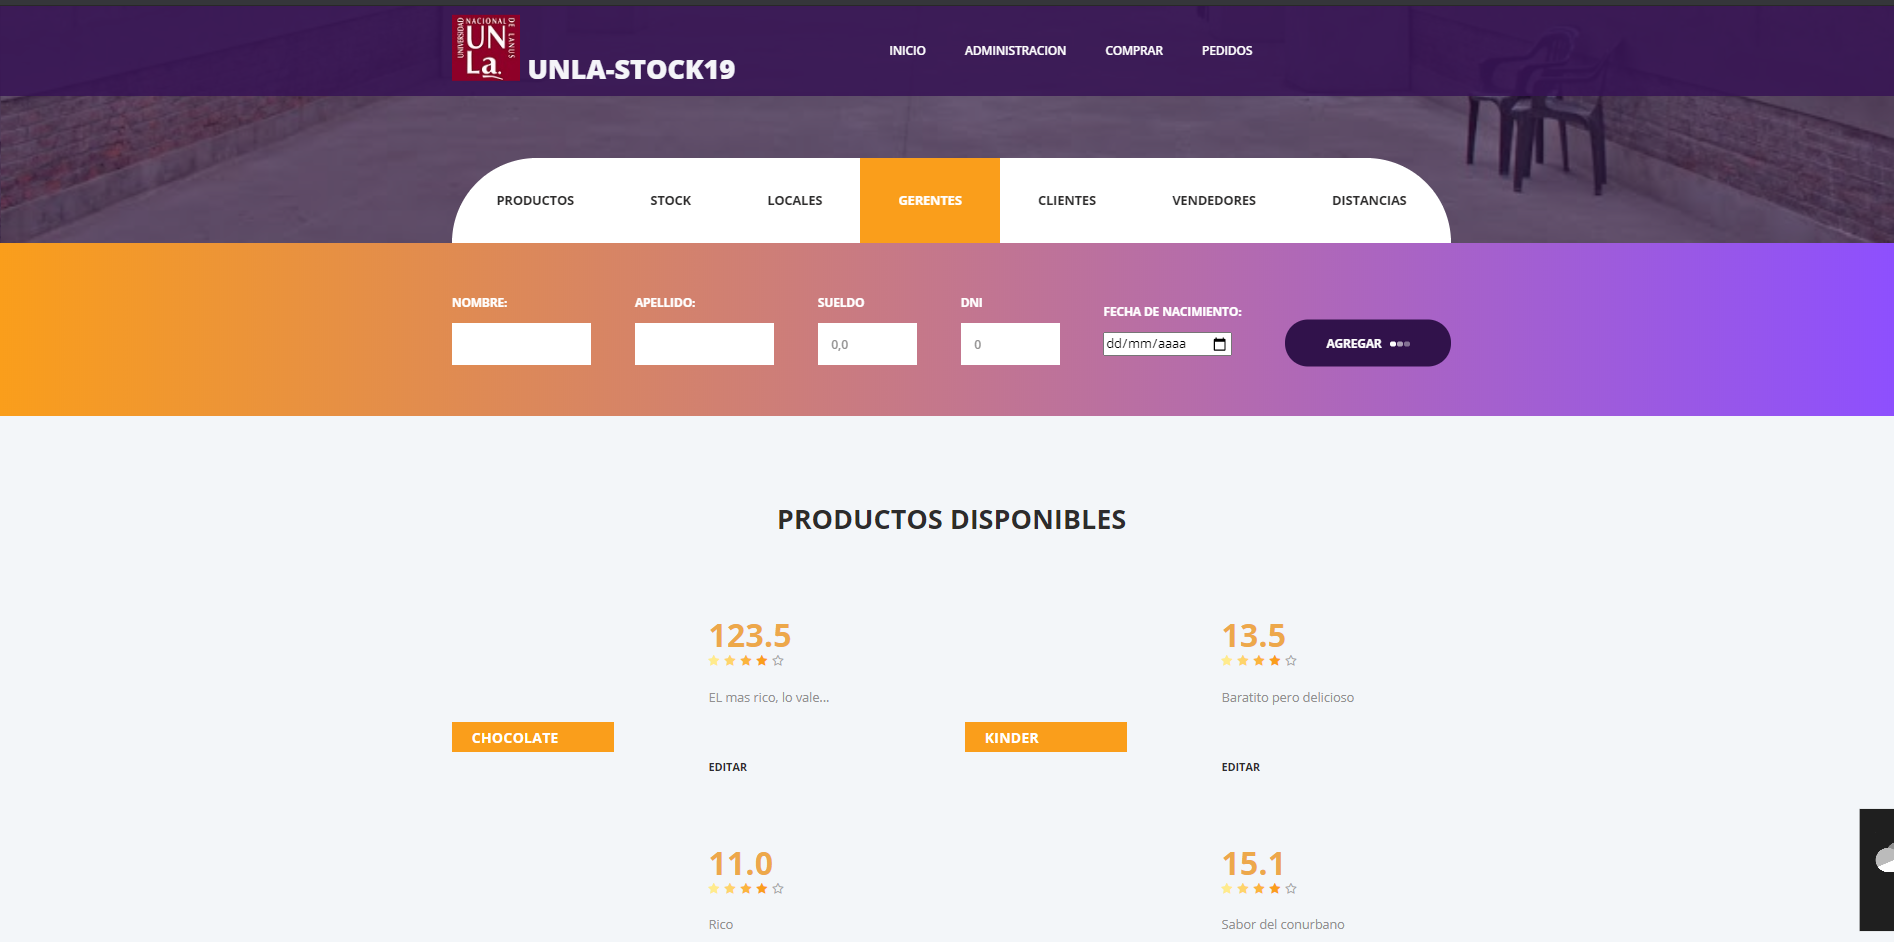 UNIVERSIDAD NACIONAL DE LANUS
UNLa.
UNLA-STOCK19
INICIO
ADMINISTRACION
COMPRAR
PEDIDOS
PRODUCTOS
STOCK
LOCALES
GERENTES
CLIENTES
VENDEDORES
DISTANCIAS
NOMBRE:
APELLIDO:
SUELDO
0,0
DNI
0
FECHA DE NACIMIENTO:
dd/mm/aaaa
AGREGAR
PRODUCTOS DISPONIBLES
CHOCOLATE
123.5
EL mas rico, lo vale...
EDITAR
KINDER
13.5
Baratito pero delicioso
EDITAR
11.0
Rico
15.1
Sabor del conurbano